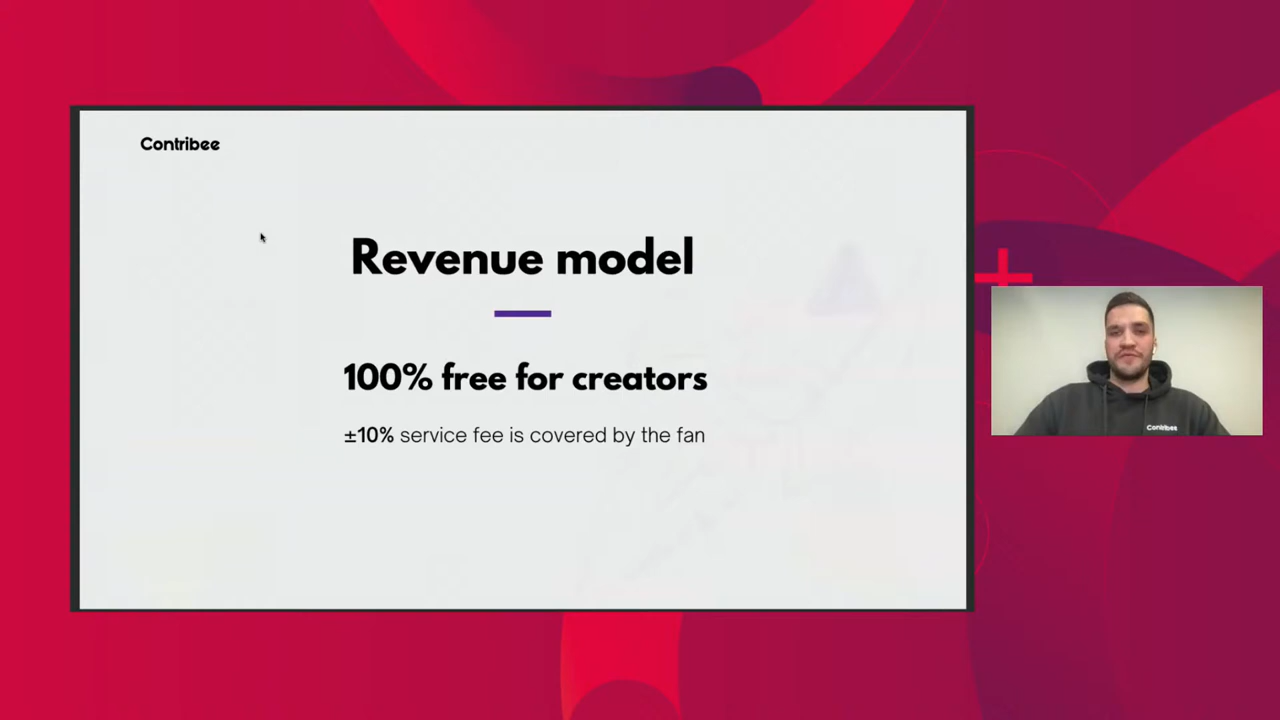 Contribee
Revenue model
100% free for creators
±10% service fee is covered by the fan
Contribee